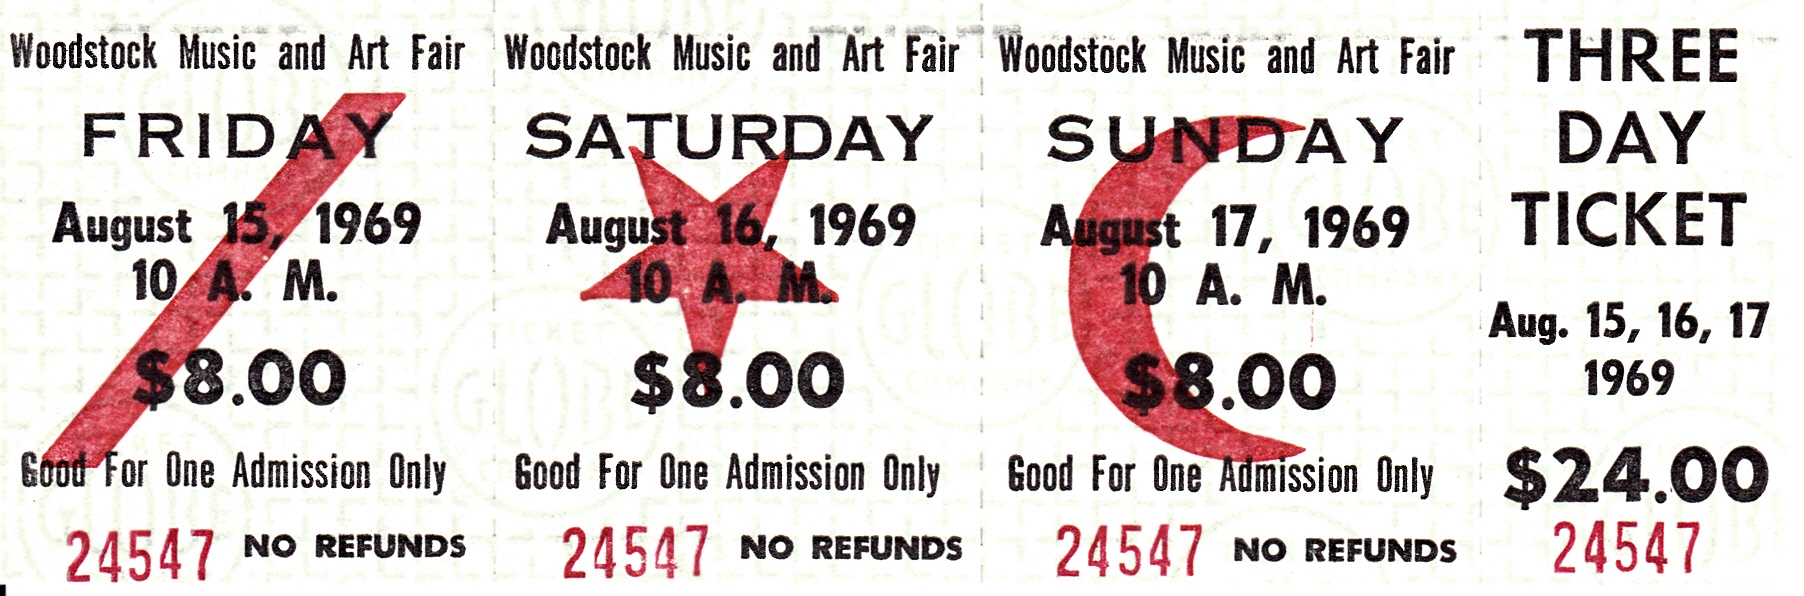 Woodstock Music and Art Fair
FRIDAY
August 15, 1969
10 A. M.
$8.00
Good For One Admission Only
24547 NO REFUNDS
Woodstock Music and Art Fair
SATURDAY
August 16, 1969
10 A. M.
$8.00
Good For One Admission Only
24547 NO REFUNDS
Woodstock Music and Art Fair
SUNDAY
August 17, 1969
10 A. M.
$8.00
Good For One Admission Only
24547 NO REFUNDS
THREE
DAY
TICKET
Aug. 15, 16, 17
1969
$24.00
24547